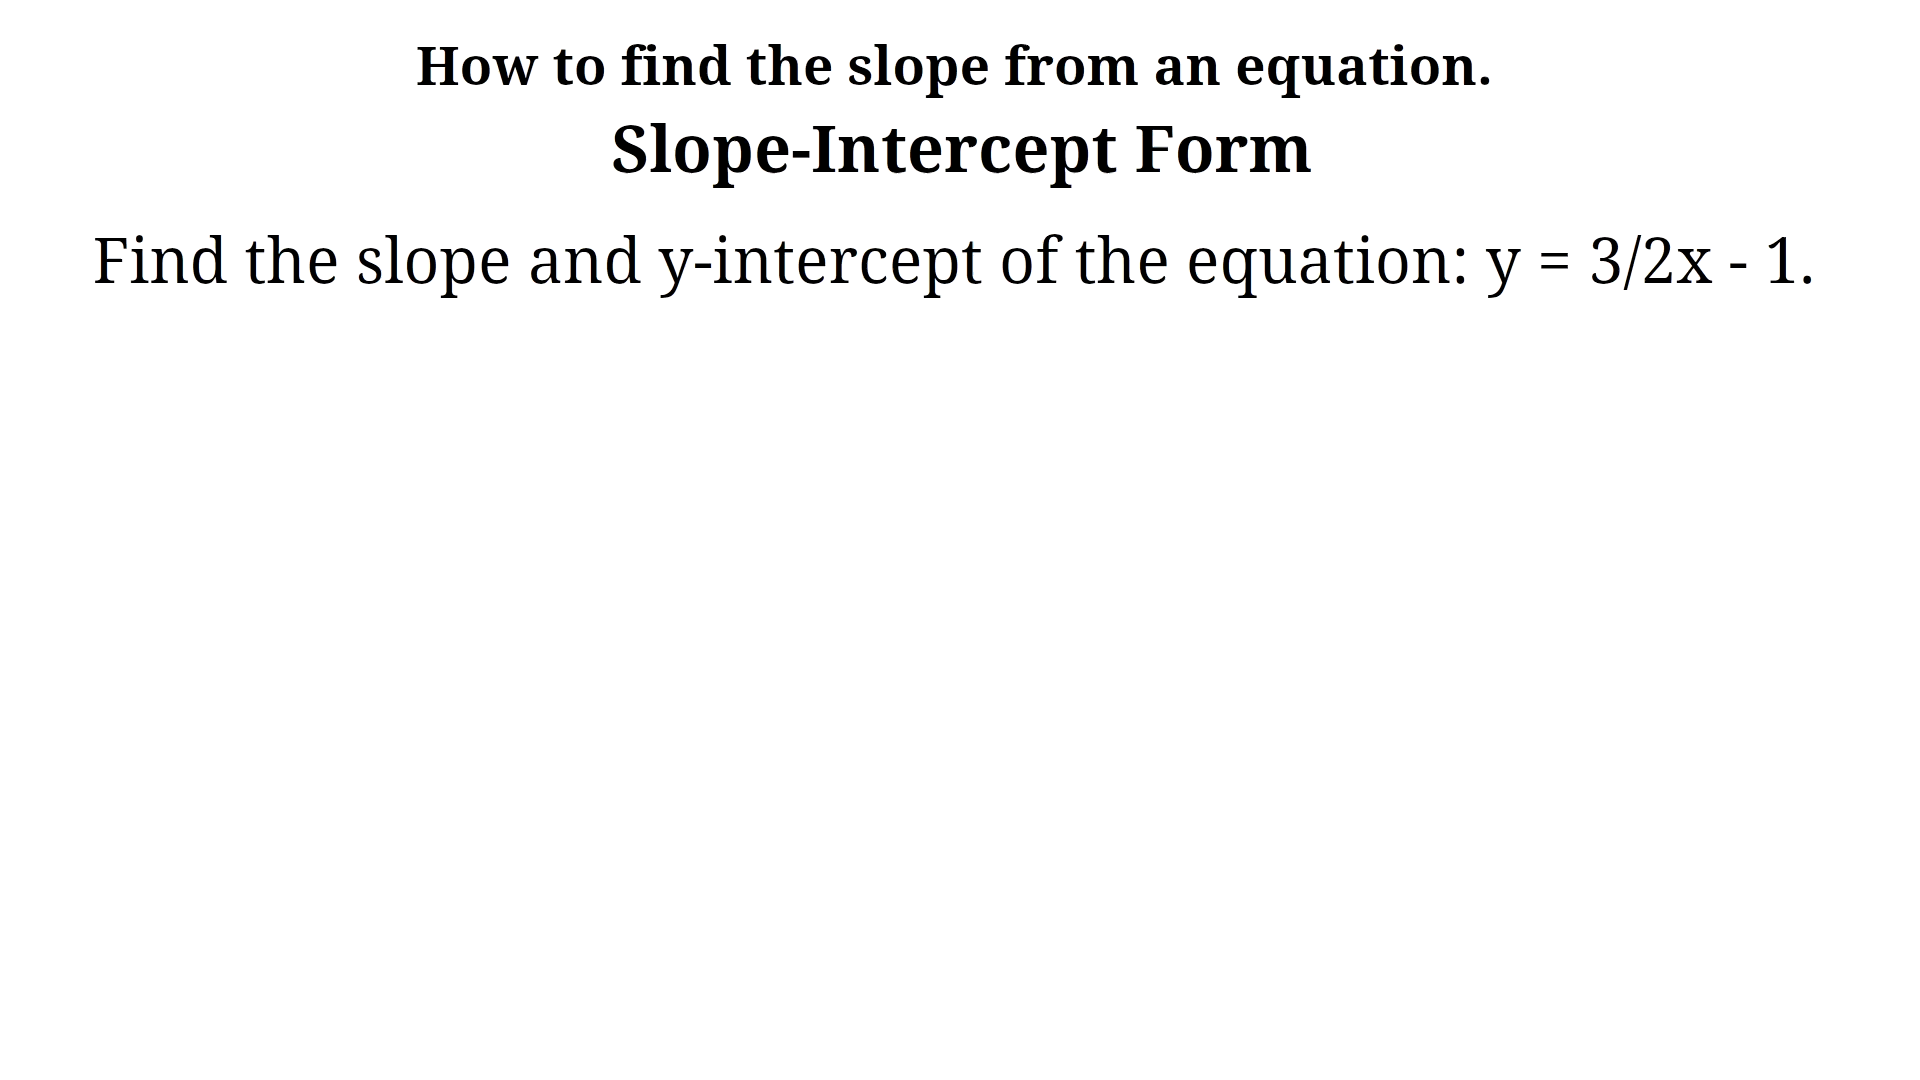 How to find the slope from an equation.
Slope-Intercept Form
Find the slope and y-intercept of the equation: y = 3/2x - 1.